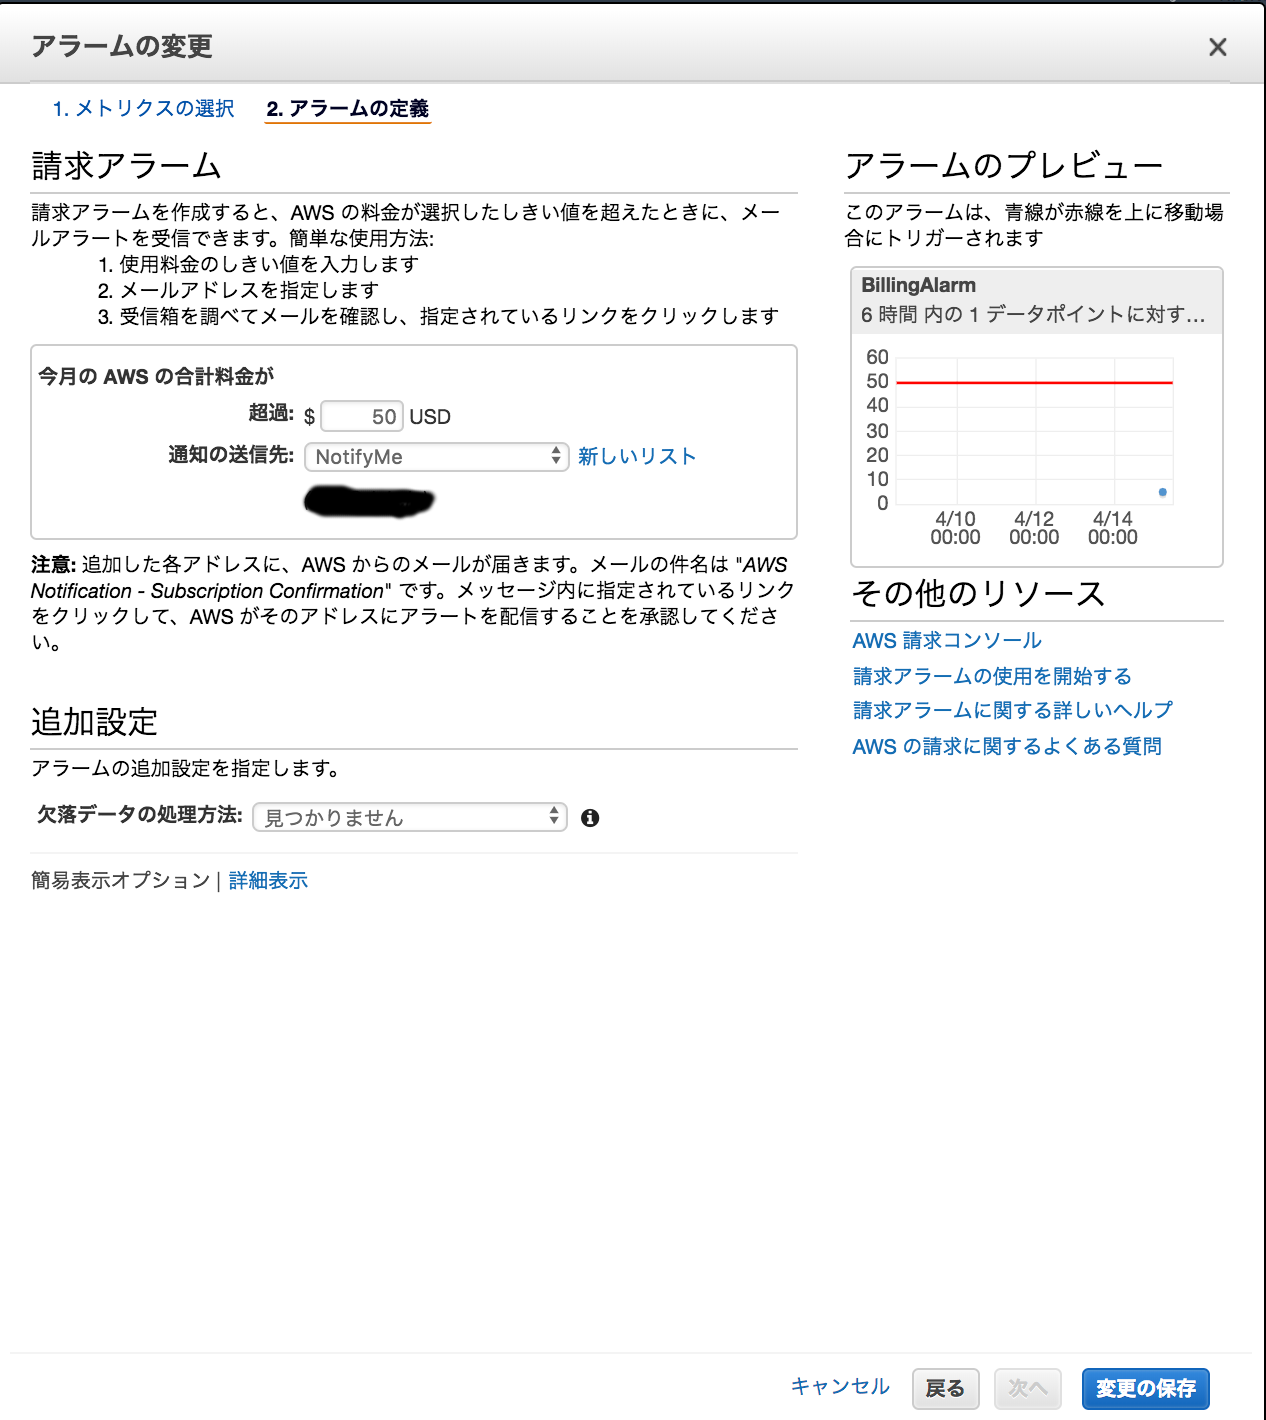 アラームの変更
1. メトリクスの選択 2. アラームの定義
請求アラーム
請求アラームを作成すると、AWS の料金が選択したしきい値を超えたときに、メー
ルアラートを受信できます。簡単な使用方法:
1. 使用料金のしきい値を入力します
2. メールアドレスを指定します
3. 受信箱を調べてメールを確認し、指定されているリンクをクリックします
今月の AWS の合計料金が
超過: $ 50 USD
通知の送信先: NotifyMe 新しいリスト
注意: 追加した各アドレスに、AWS からのメールが届きます。メールの件名は "AWS
Notification - Subscription Confirmation" です。メッセージ内に指定されているリンク
をクリックして、AWS がそのアドレスにアラートを配信することを承認してくださ
い。
追加設定
アラームの追加設定を指定します。
欠落データの処理方法: 見つかりません
簡易表示オプション | 詳細表示
アラームのプレビュー
このアラームは、青線が赤線を上に移動場
合にトリガーされます
BillingAlarm
6 時間 内の 1 データポイントに対す...
60
50
40
30
20
10
0
4/10 4/12 4/14
00:00 00:00 00:00
その他のリソース
AWS 請求コンソール
請求アラームの使用を開始する
請求アラームに関する詳しいヘルプ
AWS の請求に関するよくある質問
キャンセル 戻る 次へ 変更の保存